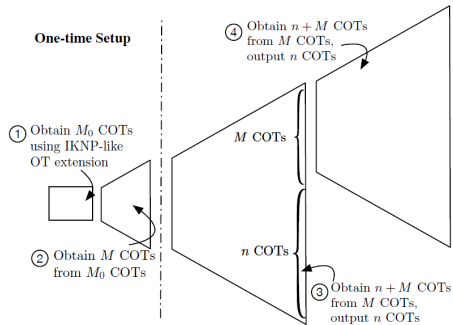 One-time Setup
① Obtain M₀ COTs
using IKNP-like
OT extension
② Obtain M COTs
from M₀ COTs
M COTs
n COTs
③ Obtain n + M COTs
from M COTs,
output n COTs
④ Obtain n + M COTs
from M COTs,
output n COTs